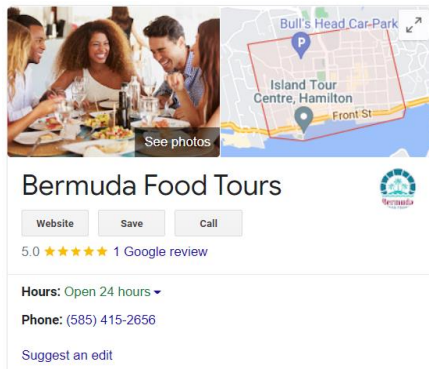 Bull's Head Car Park
P
Island Tour
Centre, Hamilton
Front St
See photos
Bermuda Food Tours
Bermuda
Website
Save
Call
5.0 ★★★★★ 1 Google review
Hours: Open 24 hours
Phone: (585) 415-2656
Suggest an edit